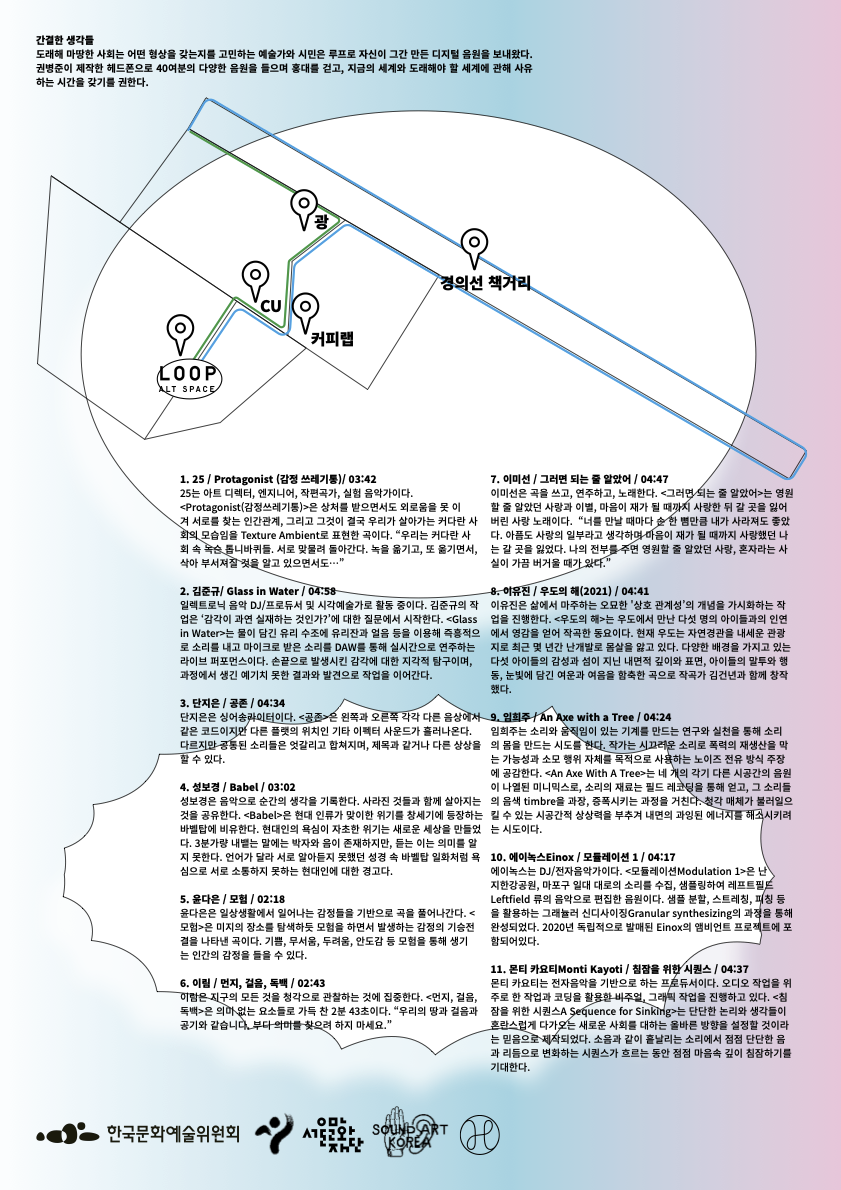 간결한 생각들
도래해 마땅한 사회는 어떤 형상을 갖는지를 고민하는 예술가와 시민은 루프로 자신이 그간 만든 디지털 음원을 보내왔다.
권병준이 제작한 헤드폰으로 40여분의 다양한 음원을 들으며 홍대를 걷고, 지금의 세계와 도래해야 할 세계에 관해 사유
하는 시간을 갖기를 권한다.
광
경의선 책거리
CU
커피랩
LOOP
ALT SPACE
1. 25 / Protagonist (감정 쓰레기통)/ 03:42
25는 아트 디렉터, 엔지니어, 작편곡가, 실험 음악가이다.
<Protagonist(감정쓰레기통)>은 상처를 받으면서도 외로움을 못 이
겨 서로를 찾는 인간관계, 그리고 그것이 결국 우리가 살아가는 커다란 사
회의 모습임을 Texture Ambient로 표현한 곡이다. “우리는 커다란 사
회 속 녹슨 톱니바퀴들. 서로 맞물려 돌아간다. 녹을 옮기고, 또 옮기면서,
삭아 부서져질 것을 알고 있으면서도…”
2. 김준규/ Glass in Water / 04:58
일렉트로닉 음악 DJ/프로듀서 및 시각예술가로 활동 중이다. 김준규의 작
업은 '감각이 과연 실재하는 것인가?'에 대한 질문에서 시작한다. <Glass
in Water>는 물이 담긴 유리 수조에 유리잔과 얼음 등을 이용해 즉흥적으
로 소리를 내고 마이크로 받은 소리를 DAW를 통해 실시간으로 연주하는
라이브 퍼포먼스이다. 손끝으로 발생시킨 감각에 대한 지각적 탐구이며,
과정에서 생긴 예기치 못한 결과와 발견으로 작업을 이어간다.
3. 단지은 / 공존 / 04:34
단지은은 싱어송라이터이다. <공존>은 왼쪽과 오른쪽 각각 다른 음상에서
같은 코드이지만 다른 플랫의 위치인 기타 이펙터 사운드가 흘러나온다.
다르지만 공통된 소리들은 엇갈리고 합쳐지며, 제목과 같거나 다른 상상을
할 수 있다.
4. 성보경 / Babel / 03:02
성보경은 음악으로 순간의 생각을 기록한다. 사라진 것들과 함께 살아지는
것을 공유한다. <Babel>은 현대 인류가 맞이한 위기를 창세기에 등장하는
바벨탑에 비유한다. 현대인의 욕심이 자초한 위기는 새로운 세상을 만들었
다. 3분가량 내뱉는 말에는 박자와 음이 존재하지만, 듣는 이는 의미를 알
지 못한다. 언어가 달라 서로 알아듣지 못했던 성경 속 바벨탑 일화처럼 욕
심으로 서로 소통하지 못하는 현대인에 대한 경고다.
5. 윤다은 / 모험 / 02:18
윤다은은 일상생활에서 일어나는 감정들을 기반으로 곡을 풀어나간다. <
모험>은 미지의 장소를 탐색하듯 모험을 하면서 발생하는 감정의 기승전
결을 나타낸 곡이다. 기쁨, 무서움, 두려움, 안도감 등 모험을 통해 생기
는 인간의 감정을 들을 수 있다.
6. 이림 / 먼지, 걸음, 독백 / 02:43
이림은 지구의 모든 것을 청각으로 관찰하는 것에 집중한다. <먼지, 걸음,
독백>은 의미 없는 요소들로 가득 찬 2분 43초이다. “우리의 땅과 걸음과
공기와 같습니다. 부디 의미를 찾으려 하지 마세요.”
7. 이미선 / 그러면 되는 줄 알았어 / 04:47
이미선은 곡을 쓰고, 연주하고, 노래한다. <그러면 되는 줄 알았어>는 영원
할 줄 알았던 사랑과 이별, 마음이 재가 될 때까지 사랑한 뒤 갈 곳을 잃어
버린 사랑 노래이다. “너를 만날 때마다 손 한 뼘만큼 내가 사라져도 좋았
다. 아픔도 사랑의 일부라고 생각하며 마음이 재가 될 때까지 사랑했던 나
는 갈 곳을 잃었다. 나의 전부를 주면 영원할 줄 알았던 사랑, 혼자라는 사
실이 가끔 버거울 때가 있다.”
8. 이유진 / 우도의 해(2021) / 04:41
이유진은 삶에서 마주하는 오묘한 '상호 관계성'의 개념을 가시화하는 작
업을 진행한다. <우도의 해>는 우도에서 만난 다섯 명의 아이들과의 인연
에서 영감을 얻어 작곡한 동요이다. 현재 우도는 자연경관을 내세운 관광
지로 최근 몇 년간 난개발로 몸살을 앓고 있다. 다양한 배경을 가지고 있는
다섯 아이들의 감성과 섬이 지닌 내면적 깊이와 표면, 아이들의 말투와 행
동, 눈빛에 담긴 여운과 여음을 함축한 곡으로 작곡가 김건년과 함께 창작
했다.
9. 임희주 / An Axe with a Tree / 04:24
임희주는 소리와 움직임이 있는 기계를 만드는 연구와 실천을 통해 소리
의 몸을 만드는 시도를 한다. 작가는 시끄러운 소리로 폭력의 재생산을 막
는 가능성과 소모 행위 자체를 목적으로 사용하는 노이즈 전유 방식 주장
에 공감한다. <An Axe With A Tree>는 네 개의 각기 다른 시공간의 음원
이 나열된 미니믹스로, 소리의 재료는 필드 레코딩을 통해 얻고, 그 소리들
의 음색 timbre을 과장, 증폭시키는 과정을 거친다. 청각 매체가 불러일으
킬 수 있는 시공간적 상상력을 부추겨 내면의 과잉된 에너지를 해소시키려
는 시도이다.
10. 에이녹스Einox / 모듈레이션 1 / 04:17
에이녹스는 DJ/전자음악가이다. <모듈레이션Modulation 1>은 난
지한강공원, 마포구 일대 대로의 소리를 수집, 샘플링하여 레프트필드
Leftfield 류의 음악으로 편집한 음원이다. 샘플 분할, 스트레칭, 피칭 등
을 활용하는 그래뉼러 신디사이징Granular synthesizing의 과정을 통해
완성되었다. 2020년 독립적으로 발매된 Einox의 앰비언트 프로젝트에 포
함되어있다.
11. 몬티 카요티Monti Kayoti / 침잠을 위한 시퀀스 / 04:37
몬티 카요티는 전자음악을 기반으로 하는 프로듀서이다. 오디오 작업을 위
주로 한 작업과 코딩을 활용한 비주얼, 그래픽 작업을 진행하고 있다. <침
잠을 위한 시퀀스A Sequence for Sinking>는 단단한 논리와 생각들이
혼란스럽게 다가오는 새로운 사회를 대하는 올바른 방향을 설정할 것이라
는 믿음으로 제작되었다. 소음과 같이 흩날리는 소리에서 점점 단단한 음
과 리듬으로 변화하는 시퀀스가 흐르는 동안 점점 마음속 깊이 침잠하기를
기대한다.
한국문화예술위원회
서울문화재단
SOUND ART
KOREA